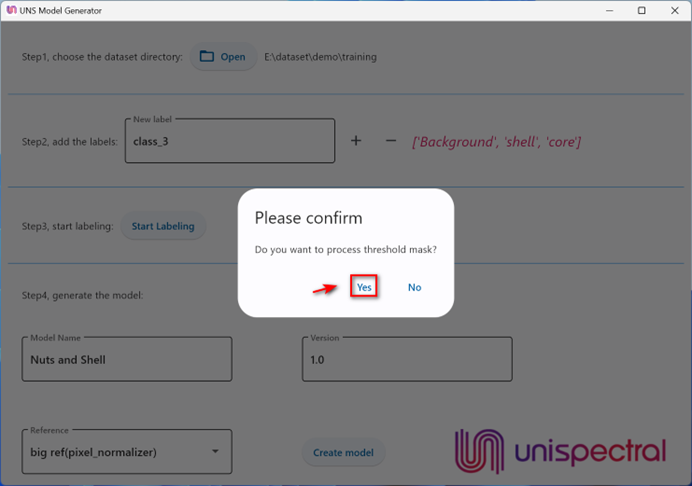 UNS Model Generator
Step1, choose the dataset directory: Open E:\dataset\demo\training
New label
Step2, add the labels: class_3 + − ['Background', 'shell', 'core']
Step3, start labeling: Start Labeling
Please confirm
Do you want to process threshold mask?
Yes No
Step4, generate the model:
Model Name Version
Nuts and Shell 1.0
Reference
big ref(pixel_normalizer) Create model
unispectral